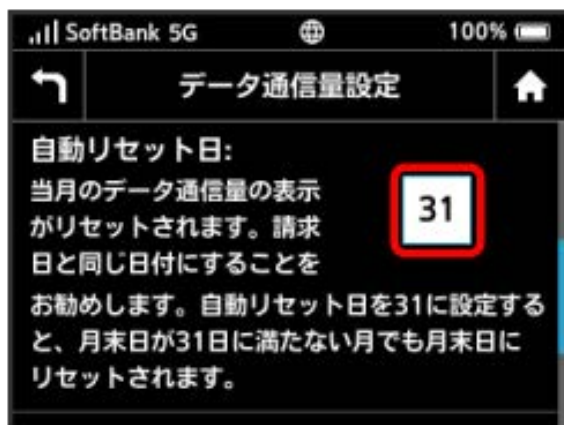 SoftBank 5G 100%
データ通信量設定
自動リセット日:
当月のデータ通信量の表示
がリセットされます。請求
日と同じ日付にすることを
31
お勧めします。自動リセット日を31に設定する
と、月末日が31日に満たない月でも月末日に
リセットされます。